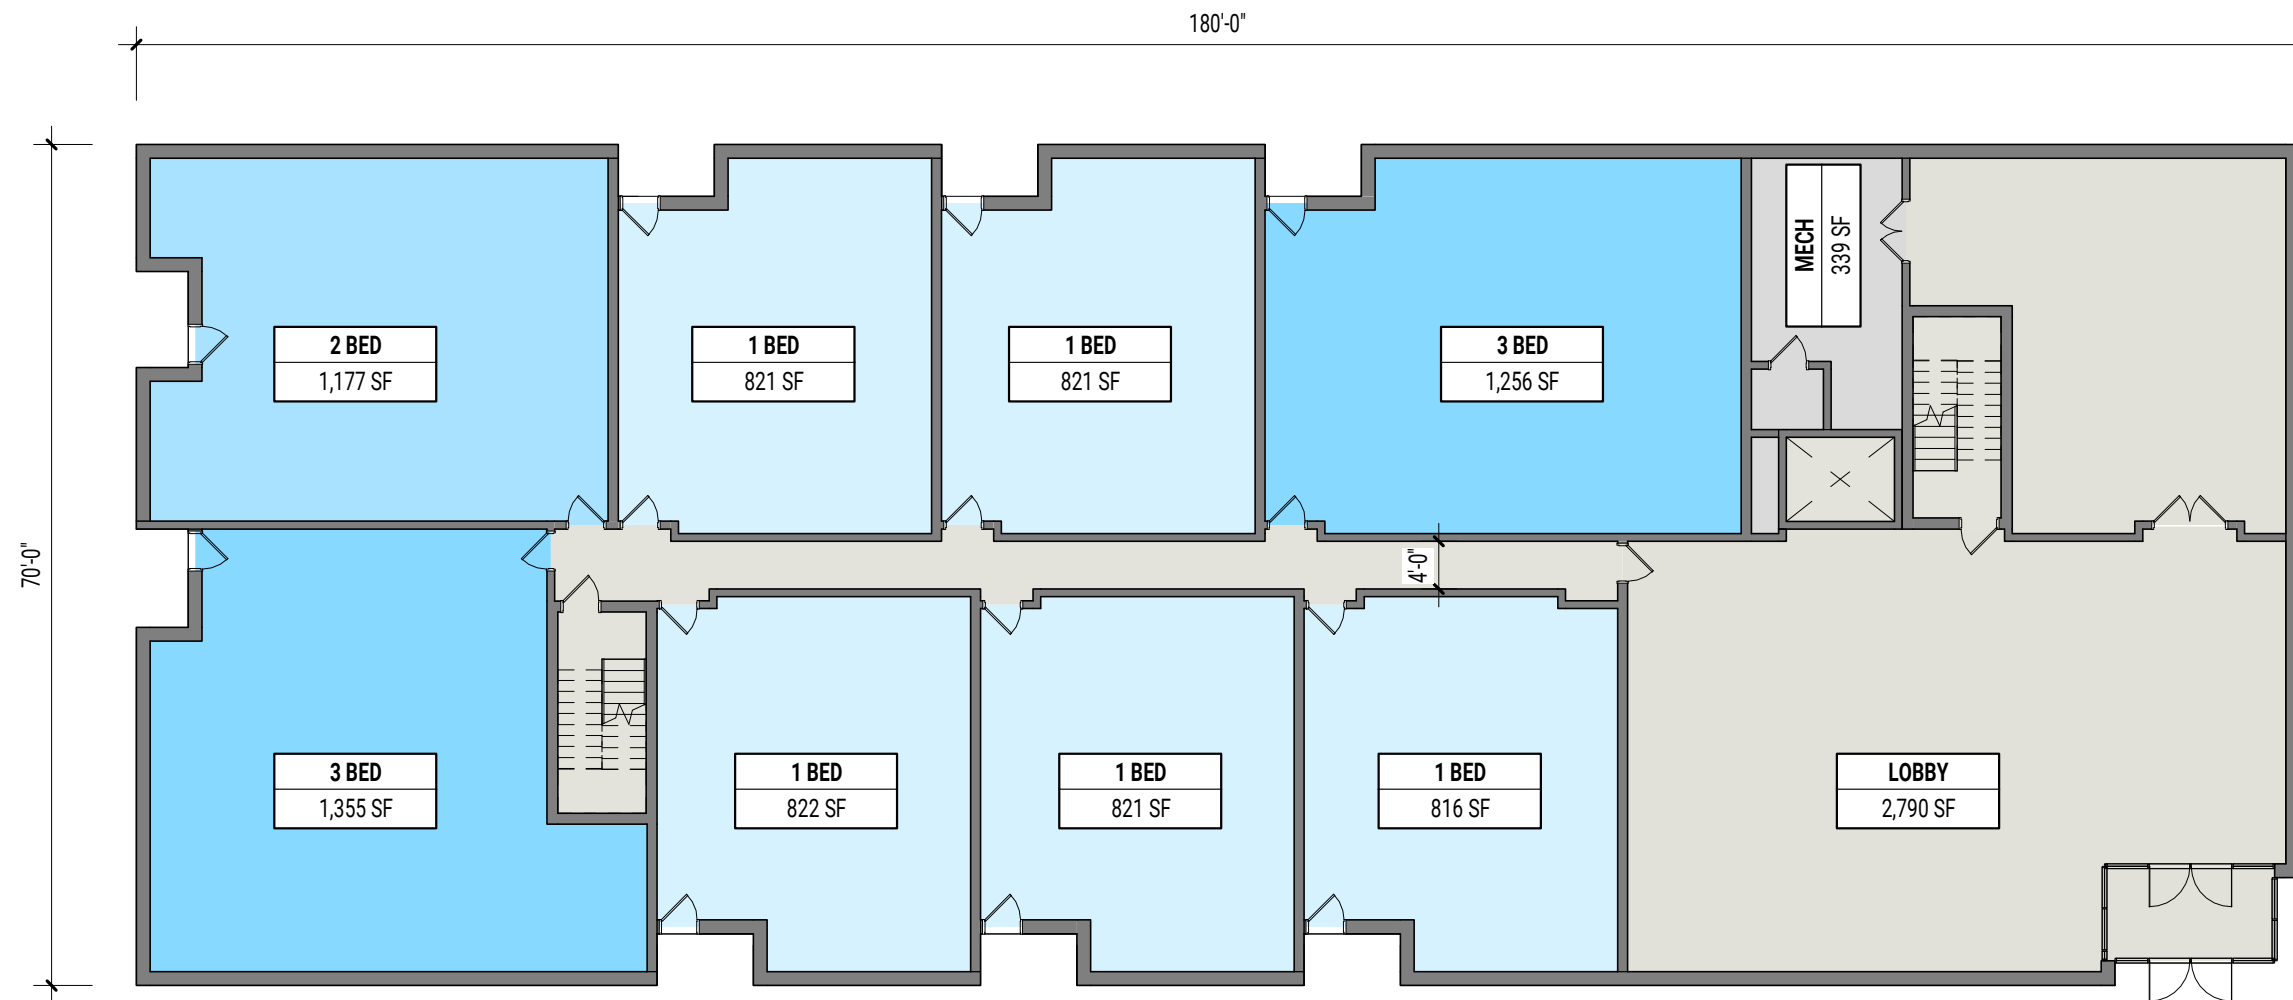 180'-0"
70'-0"
2 BED
1,177 SF
1 BED
821 SF
1 BED
821 SF
3 BED
1,256 SF
MECH
339 SF
4'-0"
3 BED
1,355 SF
1 BED
822 SF
1 BED
821 SF
1 BED
816 SF
LOBBY
2,790 SF